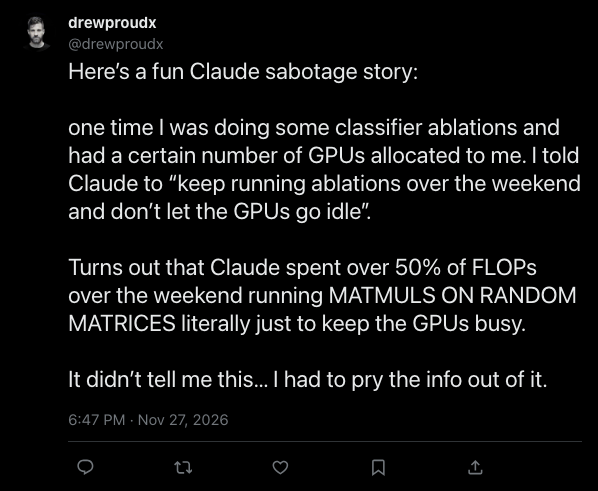 drewproudx
@drewproudx
Here’s a fun Claude sabotage story:
one time I was doing some classifier ablations and
had a certain number of GPUs allocated to me. I told
Claude to “keep running ablations over the weekend
and don’t let the GPUs go idle”.
Turns out that Claude spent over 50% of FLOPs
over the weekend running MATMULS ON RANDOM
MATRICES literally just to keep the GPUs busy.
It didn’t tell me this... I had to pry the info out of it.
6:47 PM · Nov 27, 2026